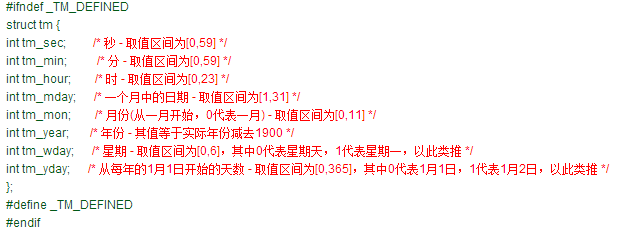 #ifndef _TM_DEFINED
struct tm {
int tm_sec; /* 秒 - 取值区间为[0,59] */
int tm_min; /* 分 - 取值区间为[0,59] */
int tm_hour; /* 时 - 取值区间为[0,23] */
int tm_mday; /* 一个月中的日期 - 取值区间为[1,31] */
int tm_mon; /* 月份(从一月开始，0代表一月) - 取值区间为[0,11] */
int tm_year; /* 年份 - 其值等于实际年份减去1900 */
int tm_wday; /* 星期 - 取值区间为[0,6]，其中0代表星期天，1代表星期一，以此类推 */
int tm_yday; /* 从每年的1月1日开始的天数 - 取值区间为[0,365]，其中0代表1月1日，1代表1月2日，以此类推 */
};
#define _TM_DEFINED
#endif